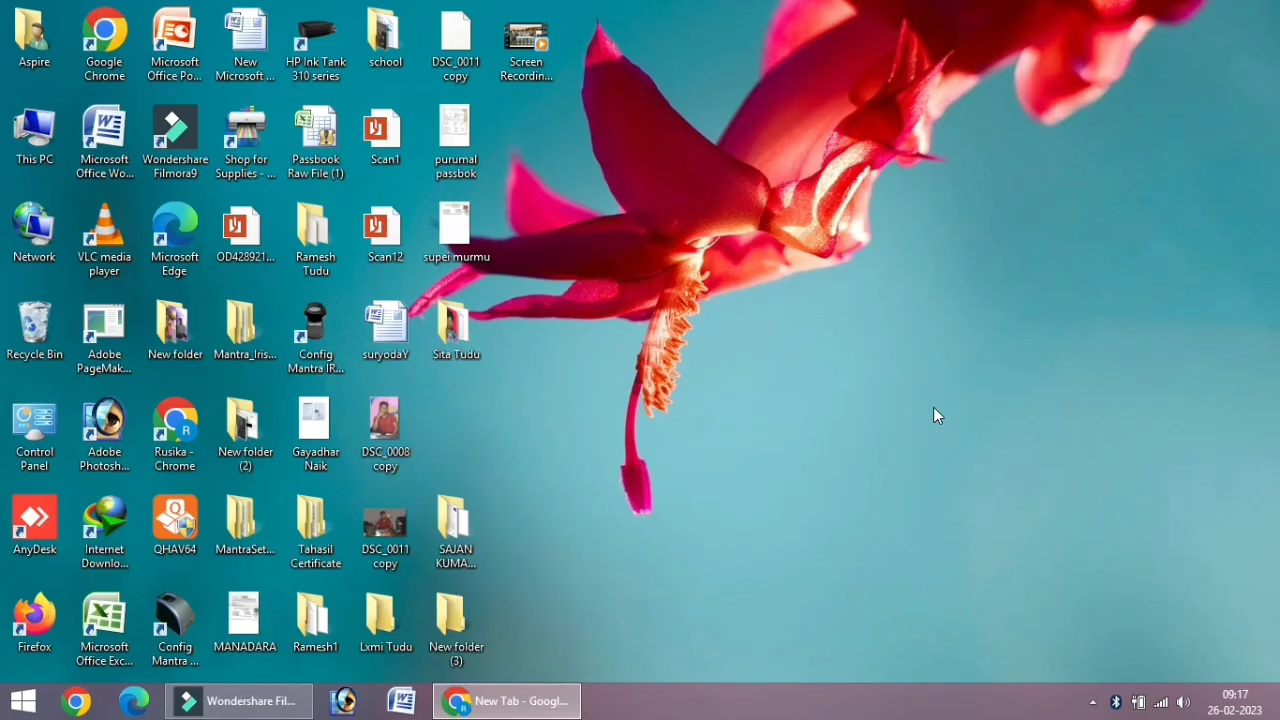 Aspire
Google
Chrome
Microsoft
Office Po...
New
Microsoft ...
HP Ink Tank
310 series
school
DSC_0011
copy
Screen
Recordin...
This PC
Microsoft
Office Wo...
Wondershare
Filmora9
Shop for
Supplies - ...
Passbook
Raw File (1)
Scan1
purumal
passbok
Network
VLC media
player
Microsoft
Edge
OD428921...
Ramesh
Tudu
Scan12
supei murmu
Recycle Bin
Adobe
PageMak...
New folder
Mantra_Iris...
Config
Mantra IR...
suryodaY
Sita Tudu
Control
Panel
Adobe
Photosh...
Rusika -
Chrome
New folder
(2)
Gayadhar
Naik
DSC_0008
copy
AnyDesk
Internet
Downlo...
QHAV64
MantraSet...
Tahasil
Certificate
DSC_0011
copy
SAJAN
KUMA...
Firefox
Microsoft
Office Exc...
Config
Mantra ...
MANADARA
Ramesh1
Lxmi Tudu
New folder
(3)
Wondershare Fil...
New Tab - Googl...
09:17
26-02-2023